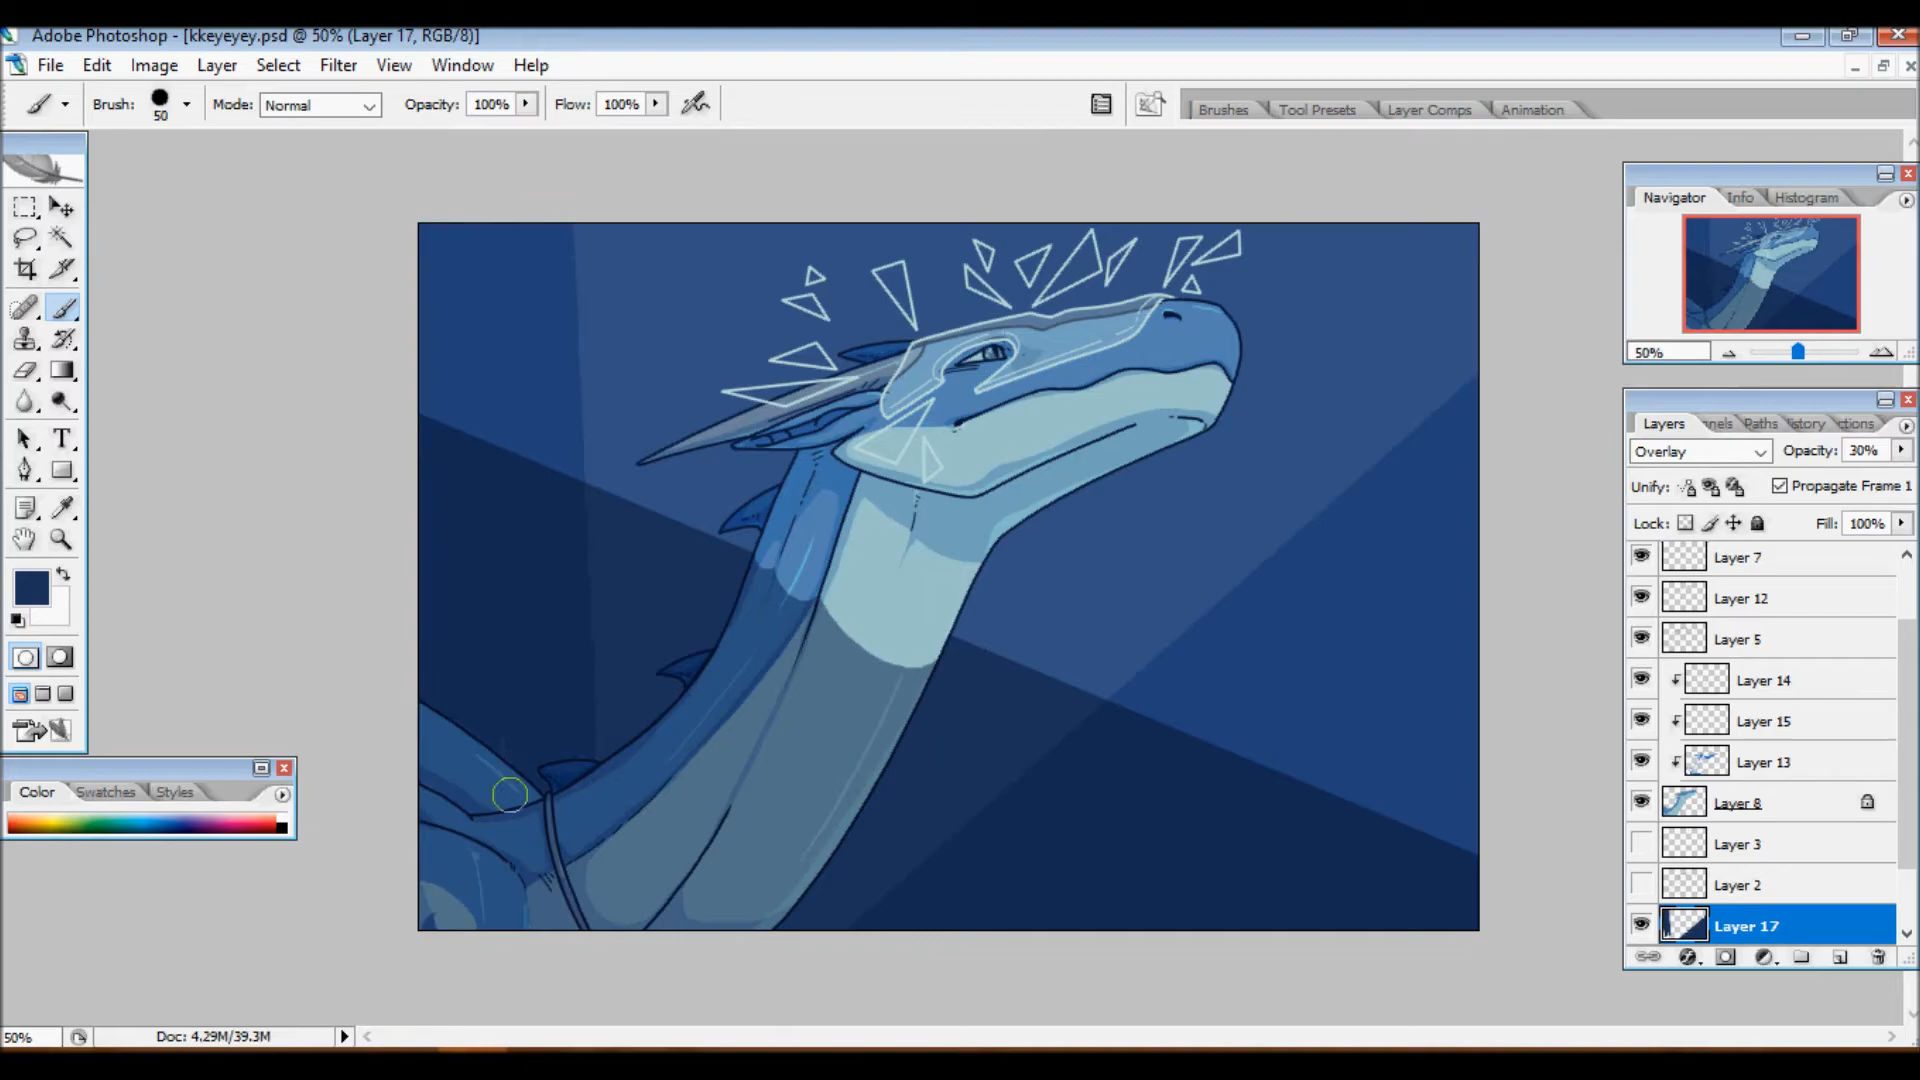 Adobe Photoshop - [kkeyeyey.psd @ 50% (Layer 17, RGB/8)]
File Edit Image Layer Select Filter View Window Help
Brush: 50 Mode: Normal Opacity: 100% Flow: 100%
Brushes Tool Presets Layer Comps Animation
Navigator Info Histogram
50%
Layers nnels Paths istory ctions
Overlay Opacity: 30%
Unify: Propagate Frame 1
Lock: Fill: 100%
Layer 7
Layer 12
Layer 5
Layer 14
Layer 15
Layer 13
Layer 8
Layer 3
Layer 2
Layer 17
Color Swatches Styles
50% Doc: 4.29M/39.3M